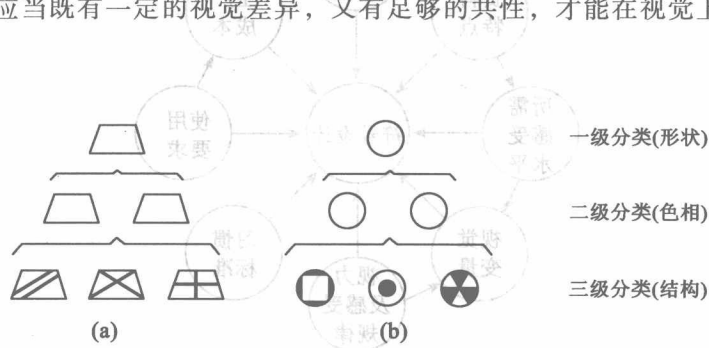 应当既有一定的视觉差异，又有足够的共性，才能在视觉上
一级分类(形状)
二级分类(色相)
三级分类(结构)
(a)
(b)